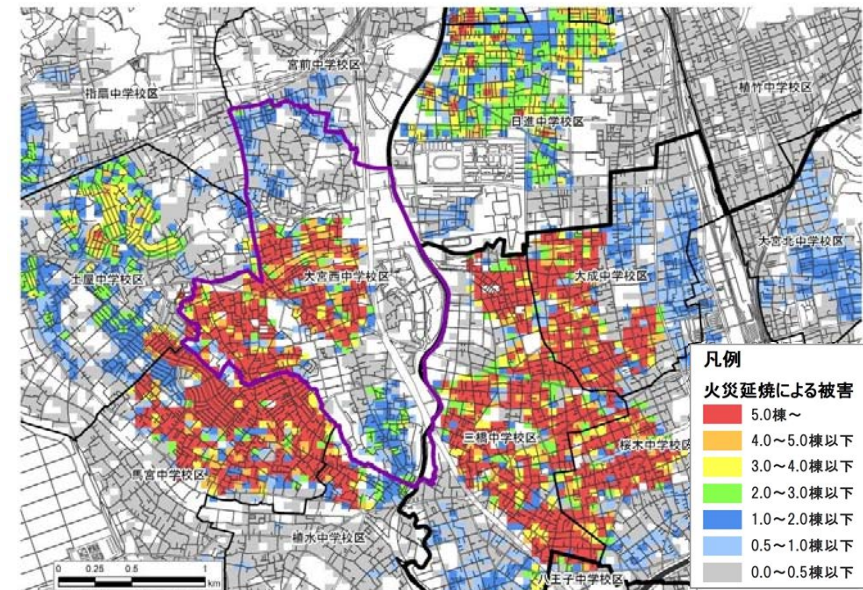 宮前中学校区
指扇中学校区
植竹中学校区
日進中学校区
大宮北中学校区
土屋中学校区
大宮西中学校区
大成中学校区
三橋中学校区
桜木中学校区
馬宮中学校区
植水中学校区
八王子中学校区
0 0.25 0.5 1
km
凡例
火災延焼による被害
5.0棟～
4.0～5.0棟以下
3.0～4.0棟以下
2.0～3.0棟以下
1.0～2.0棟以下
0.5～1.0棟以下
0.0～0.5棟以下